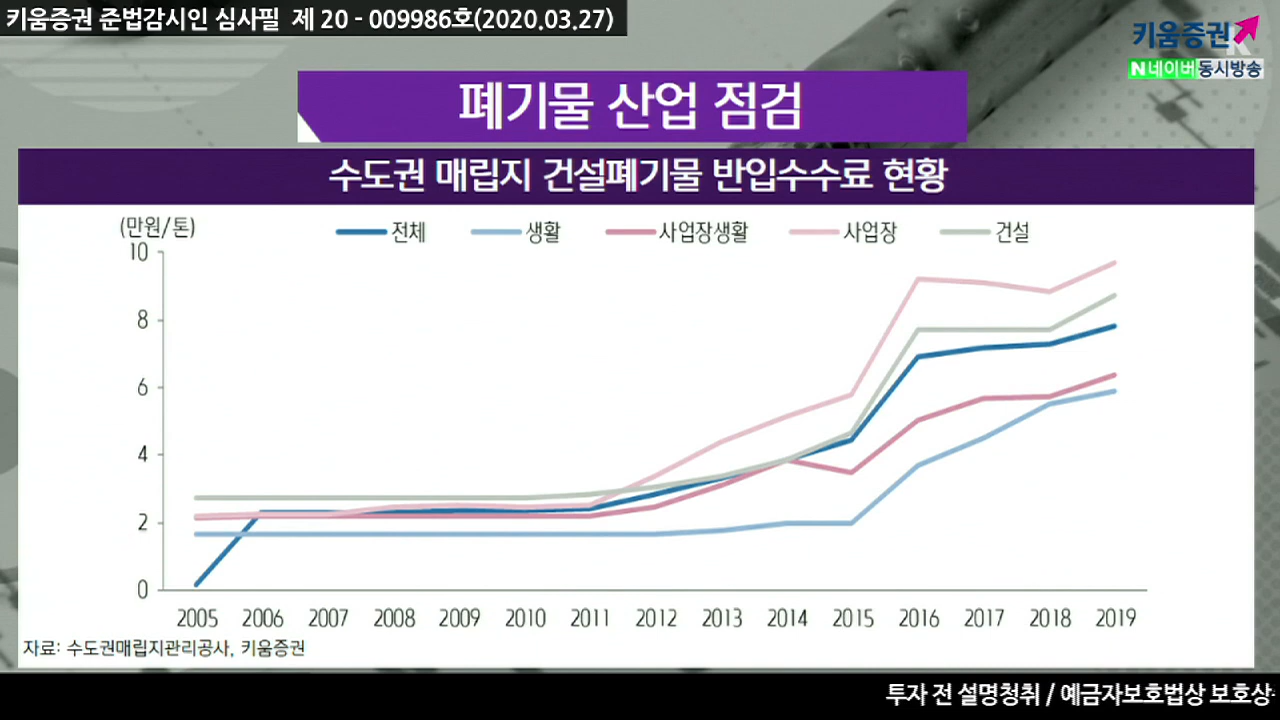 키움증권 준법감시인 심사필 제 20 - 009986호(2020.03.27)
키움증권
N 네이버 동시방송
폐기물 산업 점검
수도권 매립지 건설폐기물 반입수수료 현황
(만원/톤)
전체 생활 사업장생활 사업장 건설
10
8
6
4
2
0
2005 2006 2007 2008 2009 2010 2011 2012 2013 2014 2015 2016 2017 2018 2019
자료: 수도권매립지관리공사, 키움증권
투자 전 설명청취 / 예금자보호법상 보호상